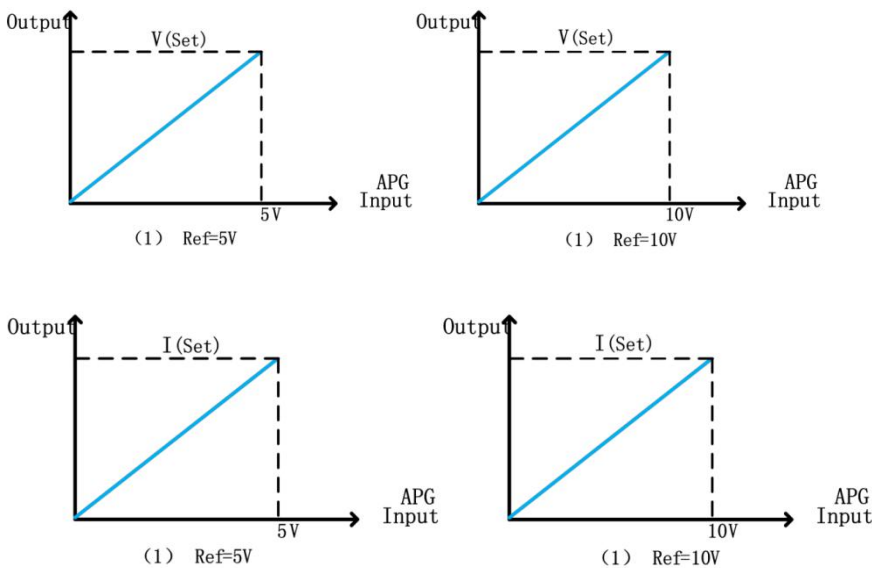 Output
V(Set)
APG
Input
5V
(1) Ref=5V
Output
V(Set)
APG
Input
10V
(1) Ref=10V
Output
I(Set)
APG
Input
5V
(1) Ref=5V
Output
I(Set)
APG
Input
10V
(1) Ref=10V